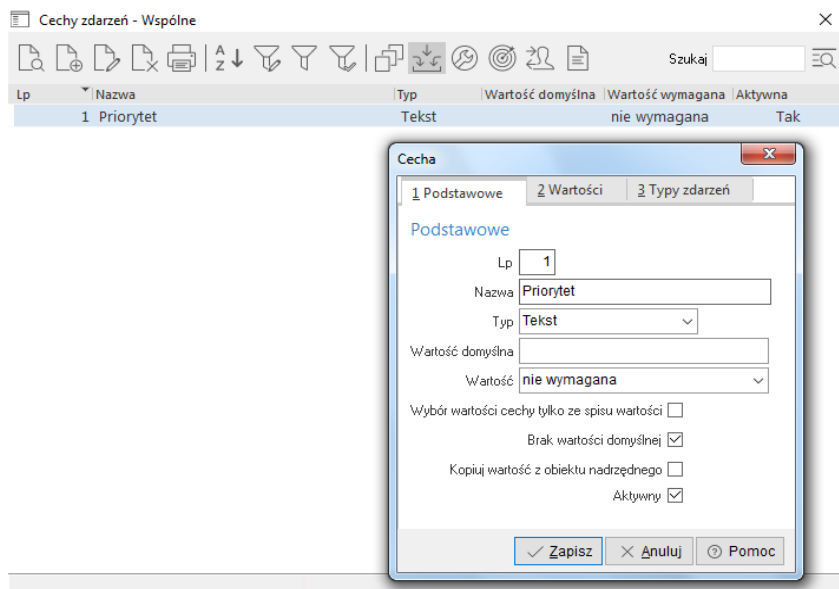 Cechy zdarzeń - Wspólne
A Z Szukaj
Lp Nazwa Typ Wartość domyślna Wartość wymagana Aktywna
1 Priorytet Tekst nie wymagana Tak
Cecha
1 Podstawowe 2 Wartości 3 Typy zdarzeń
Podstawowe
Lp 1
Nazwa Priorytet
Typ Tekst
Wartość domyślna
Wartość nie wymagana
Wybór wartości cechy tylko ze spisu wartości
Brak wartości domyślnej
Kopiuj wartość z obiektu nadrzędnego
Aktywny
Zapisz Anuluj Pomoc